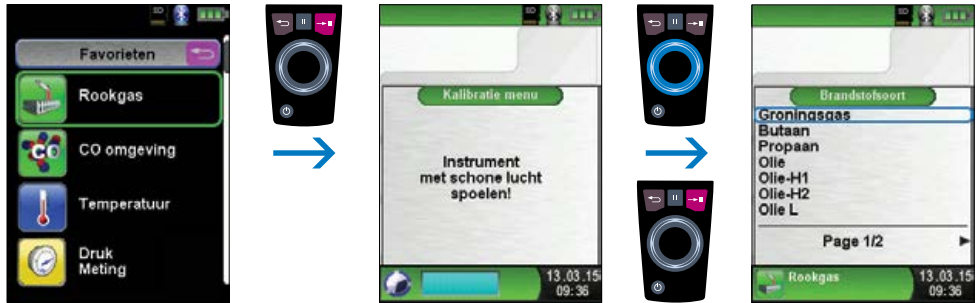 Favorieten
Rookgas
CO
CO omgeving
Temperatuur
Druk
Meting
Kalibratie menu
Instrument
met schone lucht
spoelen!
13.03.15
09:36
Brandstofsoort
Groningsgas
Butaan
Propaan
Olie
Olie-H1
Olie-H2
Olie L
Page 1/2
Rookgas
13.03.15
09:36